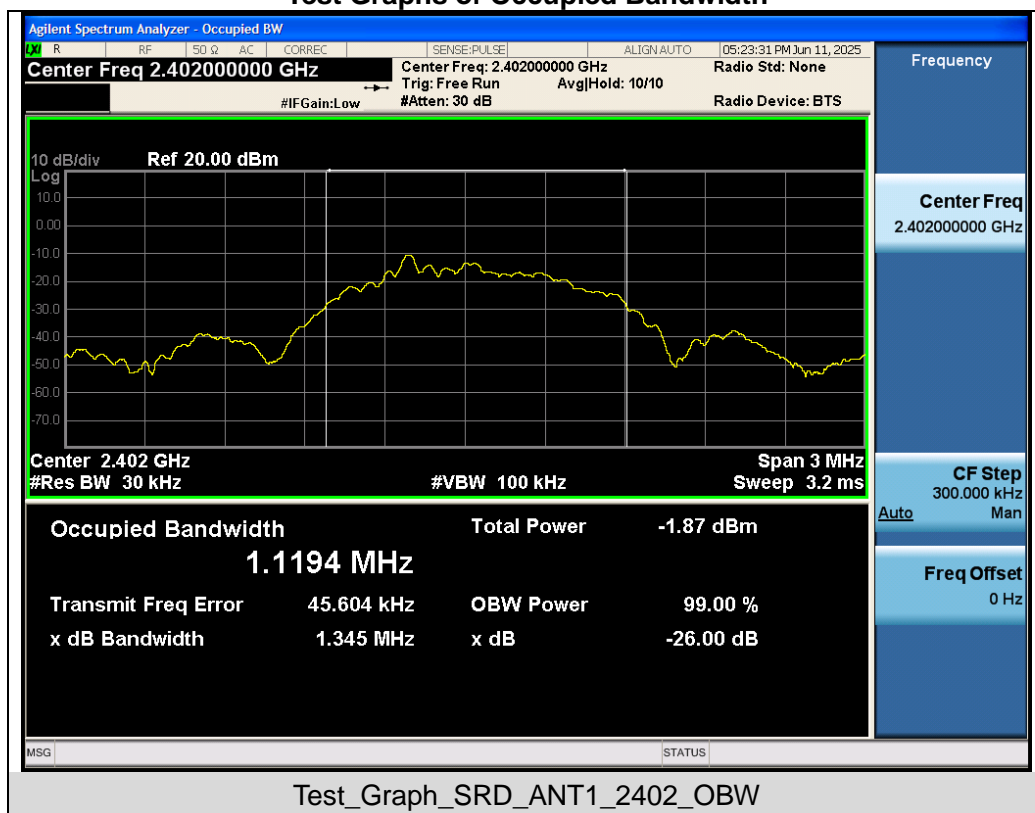 Test Graphs of Occupied Bandwidth
Agilent Spectrum Analyzer - Occupied BW
LXI R RF 50 Ω AC CORREC SENSE:PULSE ALIGN AUTO 05:23:31 PM Jun 11, 2025
Center Freq 2.402000000 GHz
Center Freq: 2.402000000 GHz Radio Std: None
Trig: Free Run Avg|Hold: 10/10
#IFGain:Low #Atten: 30 dB Radio Device: BTS
10 dB/div Ref 20.00 dBm
Log
10.0
0.00
-10.0
-20.0
-30.0
-40.0
-50.0
-60.0
-70.0
Center 2.402 GHz Span 3 MHz
#Res BW 30 kHz #VBW 100 kHz Sweep 3.2 ms
Occupied Bandwidth Total Power -1.87 dBm
1.1194 MHz
Transmit Freq Error 45.604 kHz OBW Power 99.00 %
x dB Bandwidth 1.345 MHz x dB -26.00 dB
Frequency
Center Freq
2.402000000 GHz
CF Step
300.000 kHz
Auto Man
Freq Offset
0 Hz
MSG STATUS
Test_Graph_SRD_ANT1_2402_OBW